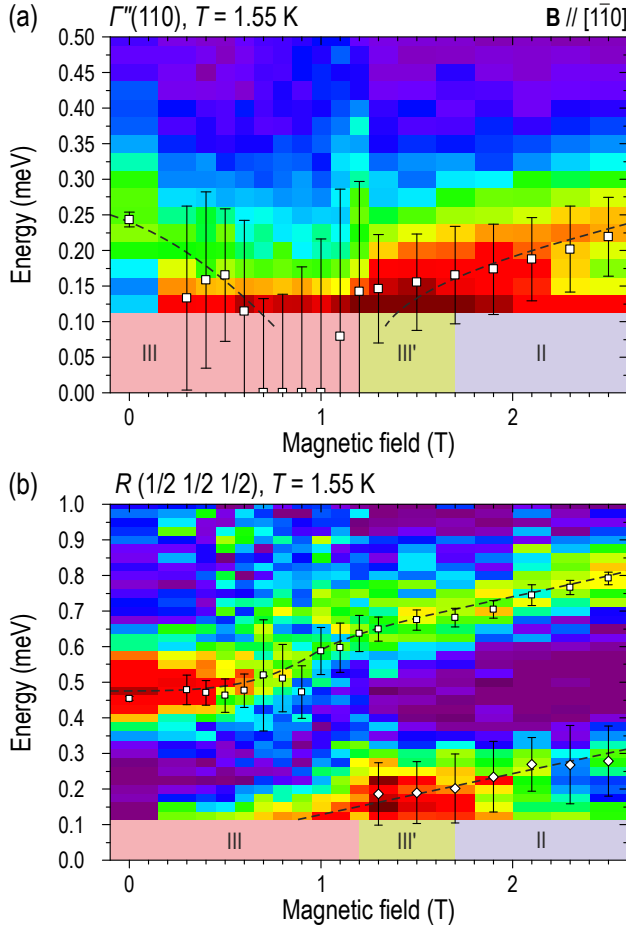 (a) Γ″(110), T = 1.55 K B // [11̄0]
0.50
0.45
0.40
0.35
0.30
0.25
0.20
0.15
0.10
0.05
0.00
Energy (meV)
III III' II
0 1 2
Magnetic field (T)
(b) R (1/2 1/2 1/2), T = 1.55 K
1.0
0.9
0.8
0.7
0.6
0.5
0.4
0.3
0.2
0.1
0.0
Energy (meV)
III III' II
0 1 2
Magnetic field (T)